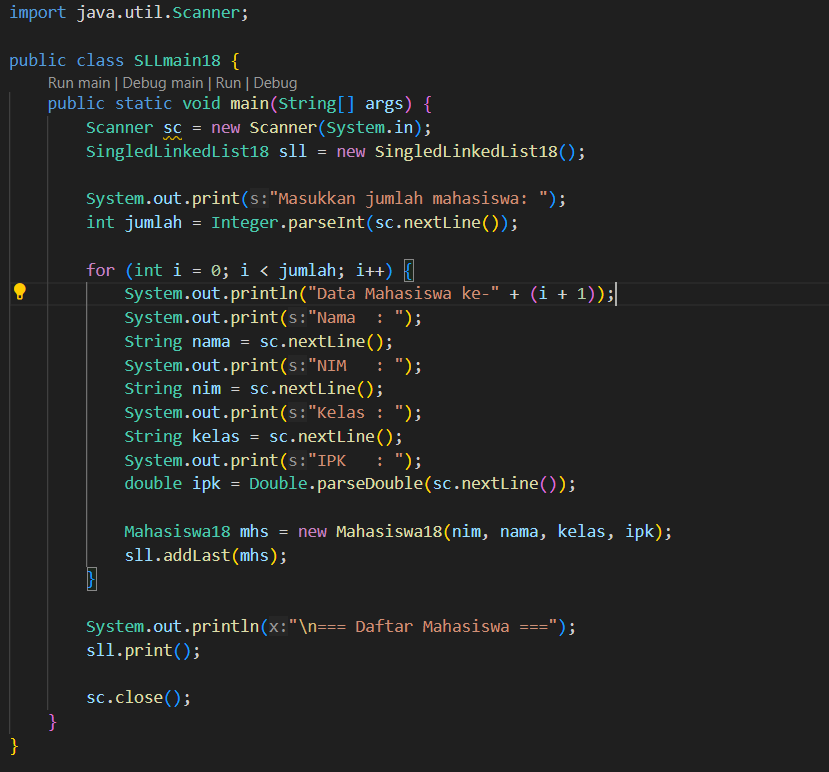 import java.util.Scanner;

public class SLLmain18 {
    Run main | Debug main | Run | Debug
    public static void main(String[] args) {
        Scanner sc = new Scanner(System.in);
        SingledLinkedList18 sll = new SingledLinkedList18();

        System.out.print(s:"Masukkan jumlah mahasiswa: ");
        int jumlah = Integer.parseInt(sc.nextLine());

        for (int i = 0; i < jumlah; i++) {
            System.out.println("Data Mahasiswa ke-" + (i + 1));
            System.out.print(s:"Nama  : ");
            String nama = sc.nextLine();
            System.out.print(s:"NIM   : ");
            String nim = sc.nextLine();
            System.out.print(s:"Kelas : ");
            String kelas = sc.nextLine();
            System.out.print(s:"IPK   : ");
            double ipk = Double.parseDouble(sc.nextLine());

            Mahasiswa18 mhs = new Mahasiswa18(nim, nama, kelas, ipk);
            sll.addLast(mhs);
        }

        System.out.println(x:"\n=== Daftar Mahasiswa ===");
        sll.print();

        sc.close();
    }
}